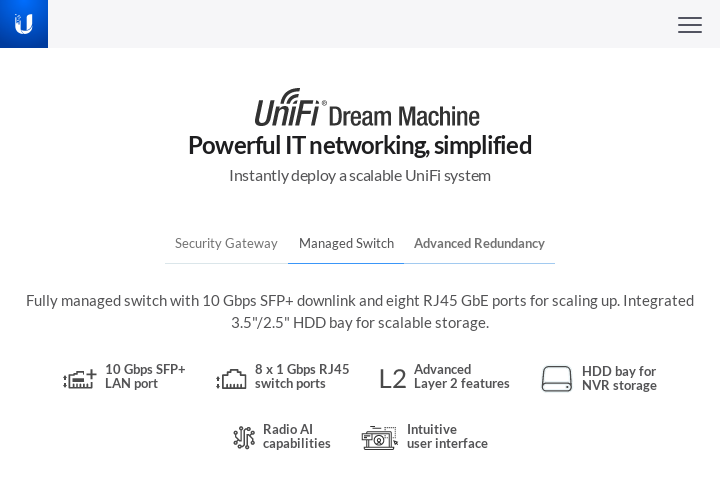 UniFi® Dream Machine
Powerful IT networking, simplified
Instantly deploy a scalable UniFi system
Security Gateway Managed Switch Advanced Redundancy
Fully managed switch with 10 Gbps SFP+ downlink and eight RJ45 GbE ports for scaling up. Integrated
3.5"/2.5" HDD bay for scalable storage.
10 Gbps SFP+
LAN port
8 x 1 Gbps RJ45
switch ports
L2
Advanced
Layer 2 features
HDD bay for
NVR storage
Radio AI
capabilities
Intuitive
user interface